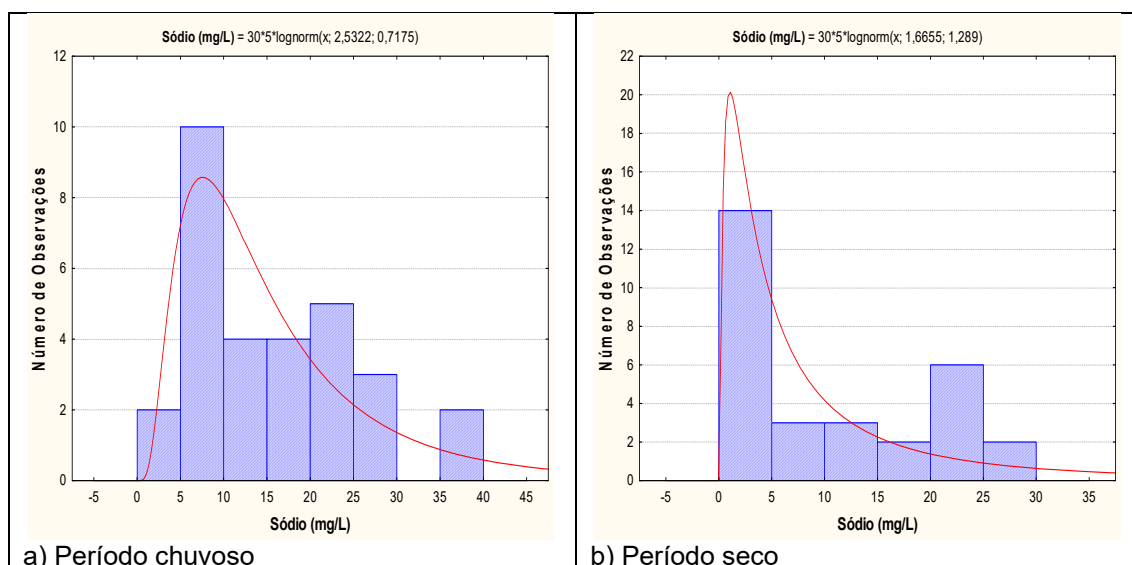 Sódio (mg/L) = 30*5*lognorm(x; 2,5322; 0,7175)
12
10
8
6
4
2
0
Número de Observações
-5 0 5 10 15 20 25 30 35 40 45
Sódio (mg/L)
a) Período chuvoso
Sódio (mg/L) = 30*5*lognorm(x; 1,6655; 1,289)
22
20
18
16
14
12
10
8
6
4
2
0
Número de Observações
-5 0 5 10 15 20 25 30 35
Sódio (mg/L)
b) Período seco